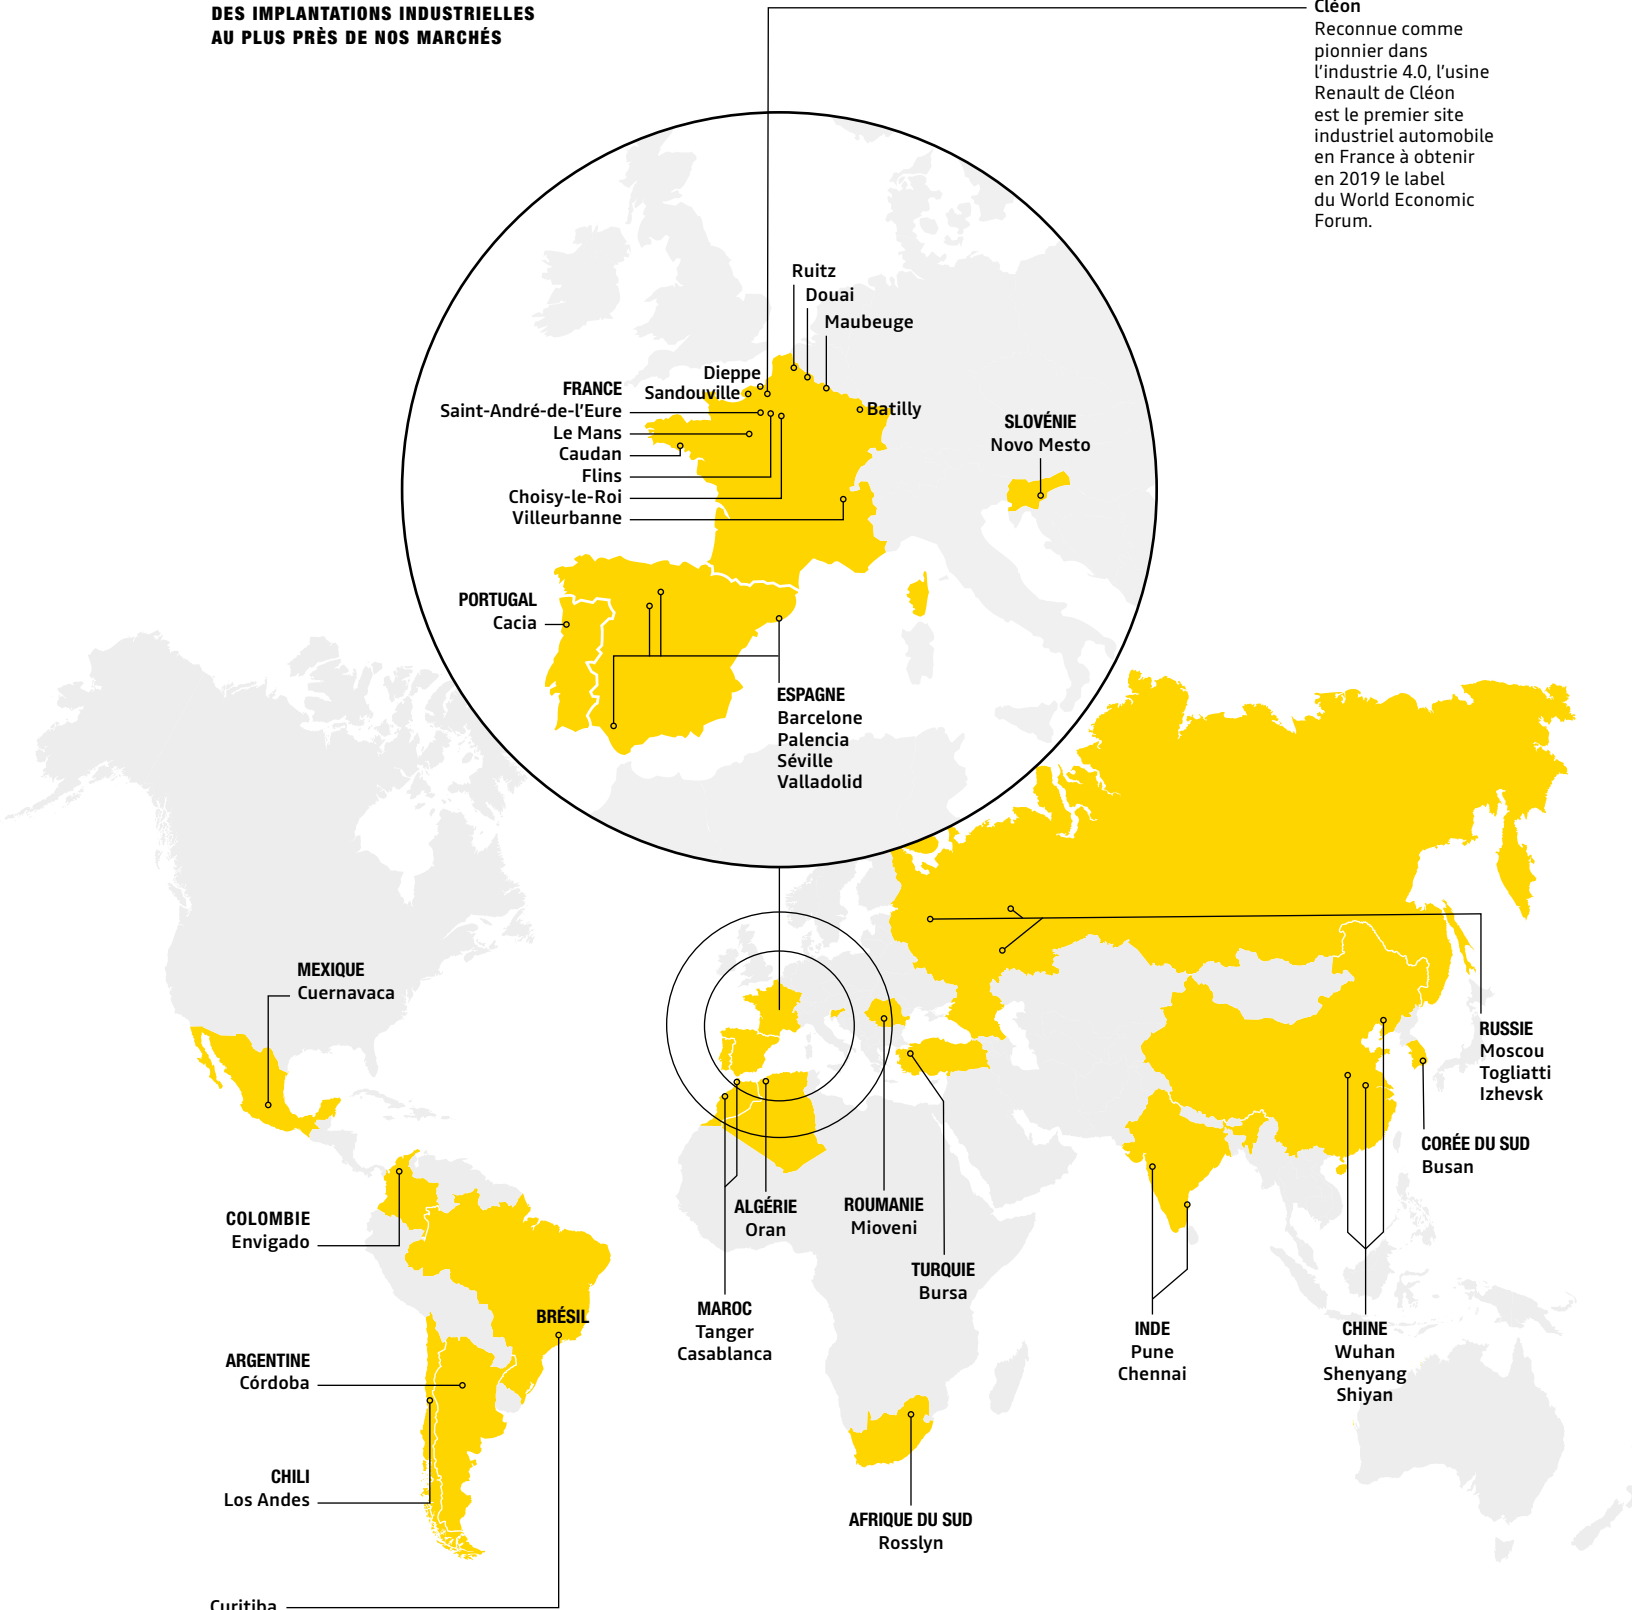 DES IMPLANTATIONS INDUSTRIELLES
AU PLUS PRÈS DE NOS MARCHÉS
Cléon
Reconnue comme
pionnier dans
l'industrie 4.0, l'usine
Renault de Cléon
est le premier site
industriel automobile
en France à obtenir
en 2019 le label
du World Economic
Forum.
Ruitz
Douai
Maubeuge
Dieppe
Sandouville
Batilly
FRANCE
Saint-André-de-l'Eure
Le Mans
Caudan
Flins
Choisy-le-Roi
Villeurbanne
SLOVÉNIE
Novo Mesto
PORTUGAL
Cacia
ESPAGNE
Barcelone
Palencia
Séville
Valladolid
MEXIQUE
Cuernavaca
RUSSIE
Moscou
Togliatti
Izhevsk
CORÉE DU SUD
Busan
COLOMBIE
Envigado
ALGÉRIE
Oran
ROUMANIE
Mioveni
TURQUIE
Bursa
MAROC
Tanger
Casablanca
BRÉSIL
INDE
Pune
Chennai
CHINE
Wuhan
Shenyang
Shiyan
ARGENTINE
Córdoba
CHILI
Los Andes
AFRIQUE DU SUD
Rosslyn
Curitiba